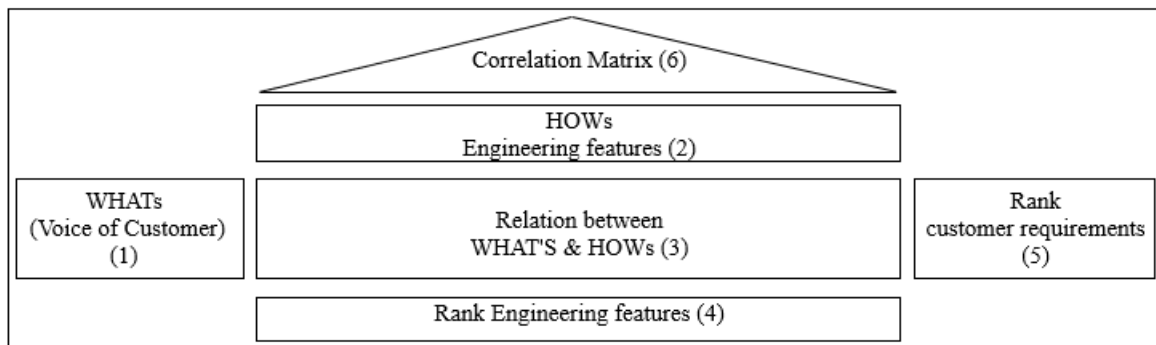 Correlation Matrix (6)
HOWs
Engineering features (2)
WHATs
(Voice of Customer)
(1)
Relation between
WHAT'S & HOWs (3)
Rank
customer requirements
(5)
Rank Engineering features (4)